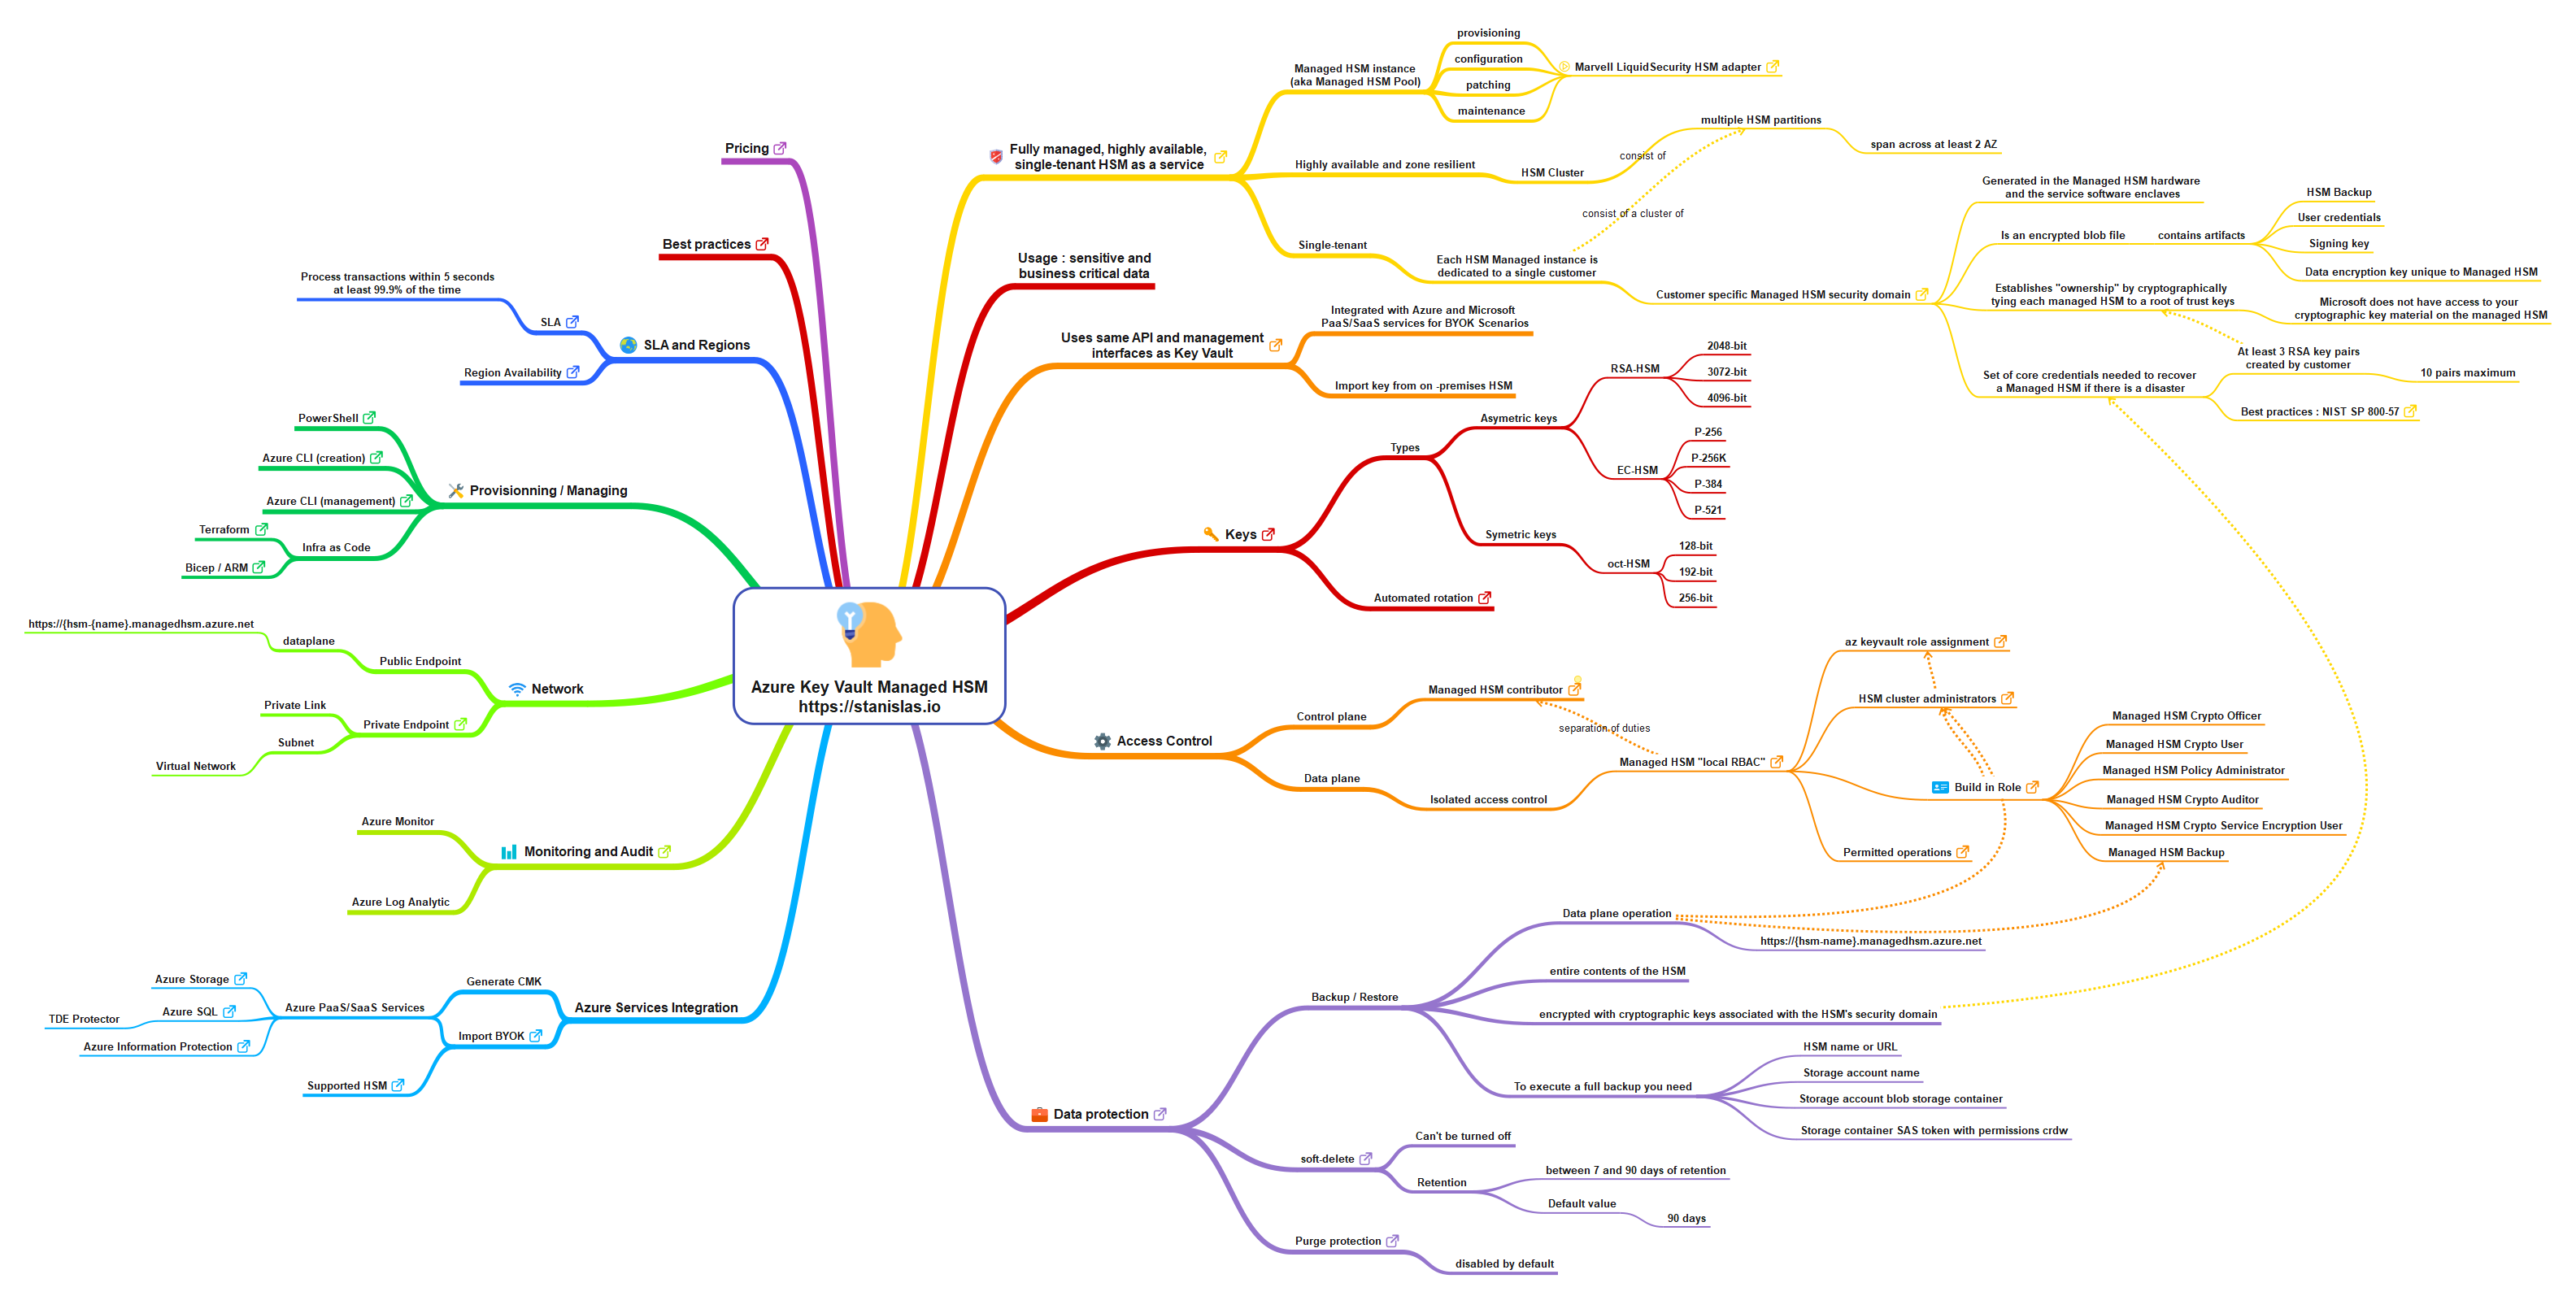 Azure Key Vault Managed HSM
https://stanislas.io
Fully managed, highly available,
single-tenant HSM as a service
Managed HSM instance
(aka Managed HSM Pool)
provisioning
configuration
patching
maintenance
Marvell LiquidSecurity HSM adapter
Highly available and zone resilient
HSM Cluster
consist of
multiple HSM partitions
span across at least 2 AZ
consist of a cluster of
Single-tenant
Each HSM Managed instance is
dedicated to a single customer
Customer specific Managed HSM security domain
Generated in the Managed HSM hardware
and the service software enclaves
Is an encrypted blob file
contains artifacts
HSM Backup
User credentials
Signing key
Data encryption key unique to Managed HSM
Establishes "ownership" by cryptographically
tying each managed HSM to a root of trust keys
Microsoft does not have access to your
cryptographic key material on the managed HSM
Set of core credentials needed to recover
a Managed HSM if there is a disaster
At least 3 RSA key pairs
created by customer
10 pairs maximum
Best practices : NIST SP 800-57
Usage : sensitive and
business critical data
Uses same API and management
interfaces as Key Vault
Integrated with Azure and Microsoft
PaaS/SaaS services for BYOK Scenarios
Import key from on -premises HSM
Keys
Types
Asymetric keys
RSA-HSM
2048-bit
3072-bit
4096-bit
EC-HSM
P-256
P-256K
P-384
P-521
Symetric keys
oct-HSM
128-bit
192-bit
256-bit
Automated rotation
Access Control
Control plane
Managed HSM contributor
separation of duties
Data plane
Isolated access control
Managed HSM "local RBAC"
az keyvault role assignment
HSM cluster administrators
Build in Role
Managed HSM Crypto Officer
Managed HSM Crypto User
Managed HSM Policy Administrator
Managed HSM Crypto Auditor
Managed HSM Crypto Service Encryption User
Managed HSM Backup
Permitted operations
Data protection
Backup / Restore
Data plane operation
https://{hsm-name}.managedhsm.azure.net
entire contents of the HSM
encrypted with cryptographic keys associated with the HSM's security domain
To execute a full backup you need
HSM name or URL
Storage account name
Storage account blob storage container
Storage container SAS token with permissions crdw
soft-delete
Can't be turned off
Retention
between 7 and 90 days of retention
Default value
90 days
Purge protection
disabled by default
Pricing
Best practices
SLA and Regions
SLA
Process transactions within 5 seconds
at least 99.9% of the time
Region Availability
Provisionning / Managing
PowerShell
Azure CLI (creation)
Azure CLI (management)
Infra as Code
Terraform
Bicep / ARM
Network
Public Endpoint
dataplane
https://{hsm-{name}.managedhsm.azure.net
Private Endpoint
Private Link
Subnet
Virtual Network
Monitoring and Audit
Azure Monitor
Azure Log Analytic
Azure Services Integration
Generate CMK
Import BYOK
Azure PaaS/SaaS Services
Azure Storage
Azure SQL
TDE Protector
Azure Information Protection
Supported HSM